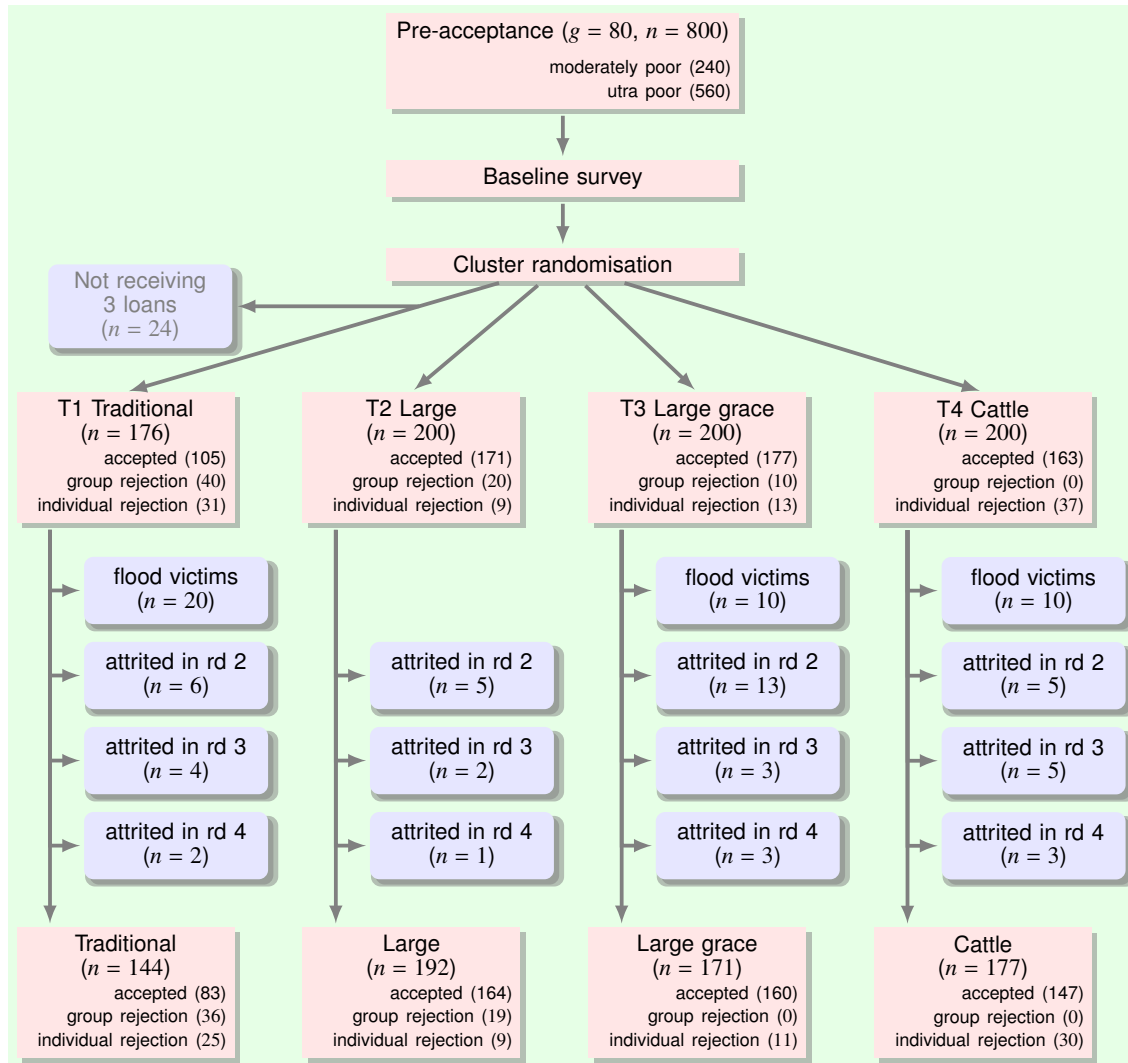 Pre-acceptance (g = 80, n = 800)
moderately poor (240)
utra poor (560)
Baseline survey
Cluster randomisation
Not receiving
3 loans
(n = 24)
T1 Traditional
(n = 176)
accepted (105)
group rejection (40)
individual rejection (31)
T2 Large
(n = 200)
accepted (171)
group rejection (20)
individual rejection (9)
T3 Large grace
(n = 200)
accepted (177)
group rejection (10)
individual rejection (13)
T4 Cattle
(n = 200)
accepted (163)
group rejection (0)
individual rejection (37)
flood victims
(n = 20)
flood victims
(n = 10)
flood victims
(n = 10)
attrited in rd 2
(n = 6)
attrited in rd 2
(n = 5)
attrited in rd 2
(n = 13)
attrited in rd 2
(n = 5)
attrited in rd 3
(n = 4)
attrited in rd 3
(n = 2)
attrited in rd 3
(n = 3)
attrited in rd 3
(n = 5)
attrited in rd 4
(n = 2)
attrited in rd 4
(n = 1)
attrited in rd 4
(n = 3)
attrited in rd 4
(n = 3)
Traditional
(n = 144)
accepted (83)
group rejection (36)
individual rejection (25)
Large
(n = 192)
accepted (164)
group rejection (19)
individual rejection (9)
Large grace
(n = 171)
accepted (160)
group rejection (0)
individual rejection (11)
Cattle
(n = 177)
accepted (147)
group rejection (0)
individual rejection (30)